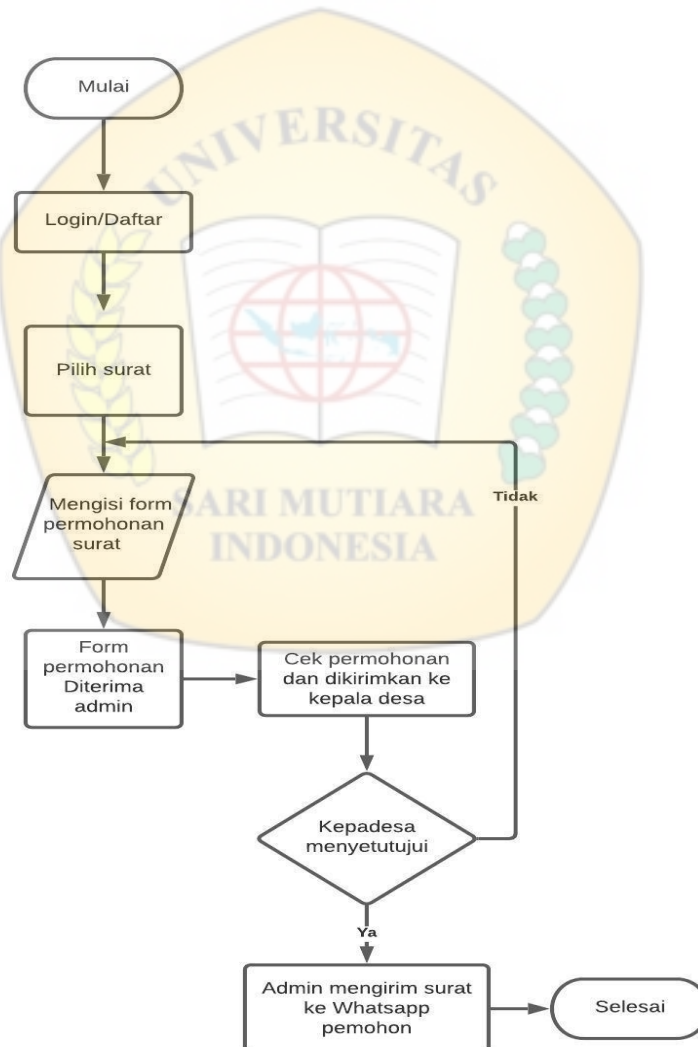 Mulai
UNIVERSITAS
Login/Daftar
Pilih surat
Tidak
Mengisi form
permohonan
surat
SARI MUTIARA
INDONESIA
Form
permohonan
Diterima
admin
Cek permohonan
dan dikirimkan ke
kepala desa
Kepadesa
menyetutujui
Ya
Admin mengirim surat
ke Whatsapp
pemohon
Selesai